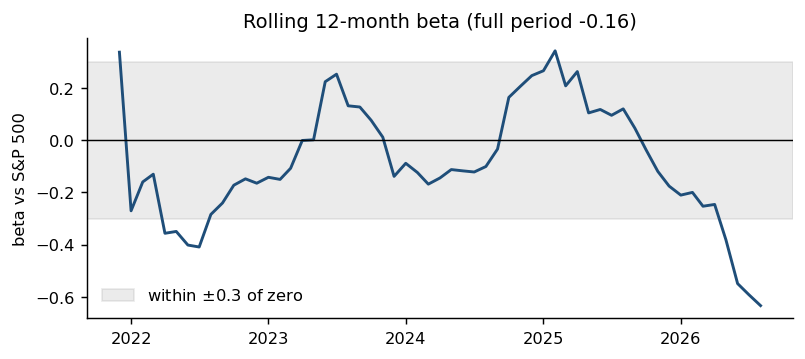 Rolling 12-month beta (full period -0.16)
beta vs S&P 500
0.2
0.0
−0.2
−0.4
−0.6
within ±0.3 of zero
2022 2023 2024 2025 2026